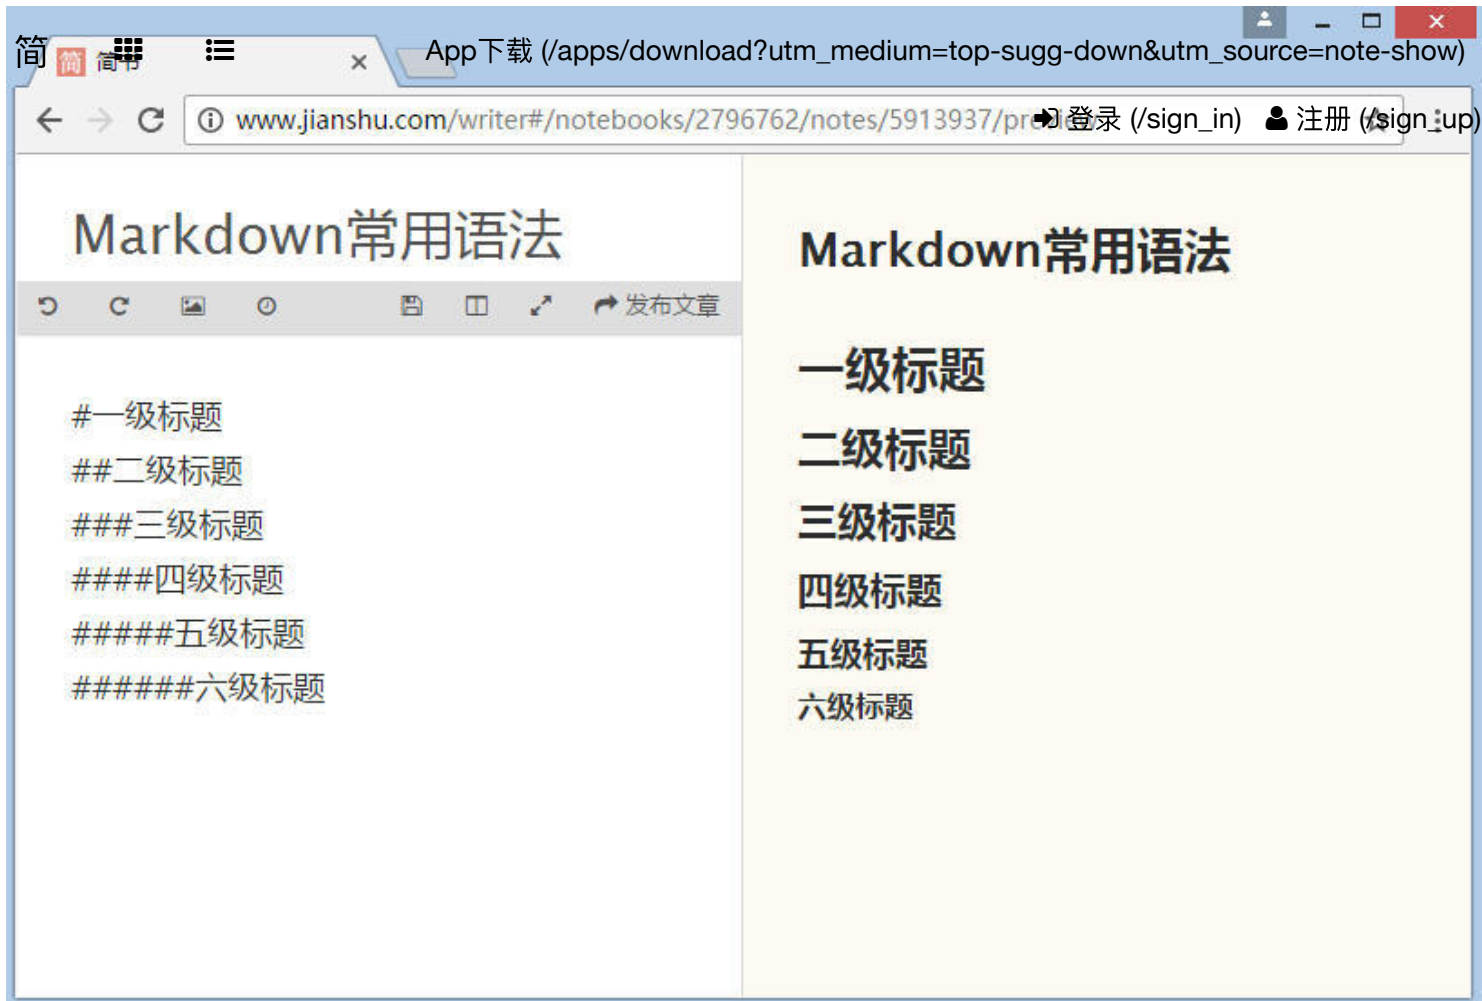 简 App下载 (/apps/download?utm_medium=top-sugg-down&utm_source=note-show)
简 简书
www.jianshu.com/writer#/notebooks/2796762/notes/5913937/preview
登录 (/sign_in) 注册 (/sign_up)
Markdown常用语法
发布文章
#一级标题
##二级标题
###三级标题
####四级标题
#####五级标题
######六级标题
Markdown常用语法
一级标题
二级标题
三级标题
四级标题
五级标题
六级标题